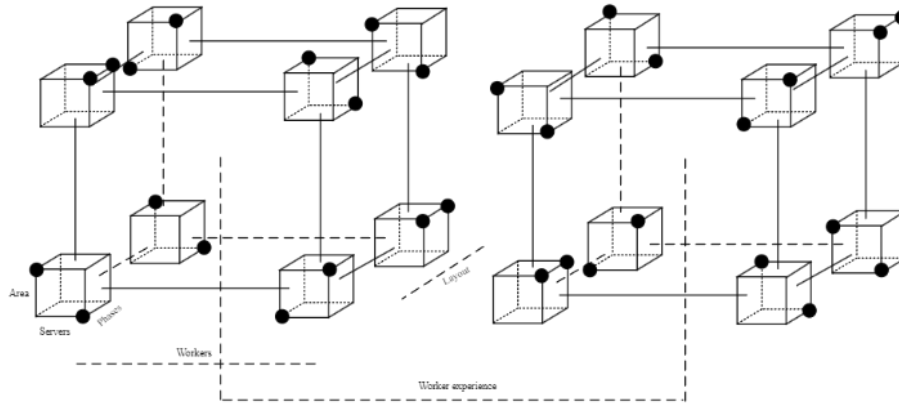 Area
Servers
Phases
Layout
Workers
Worker experience